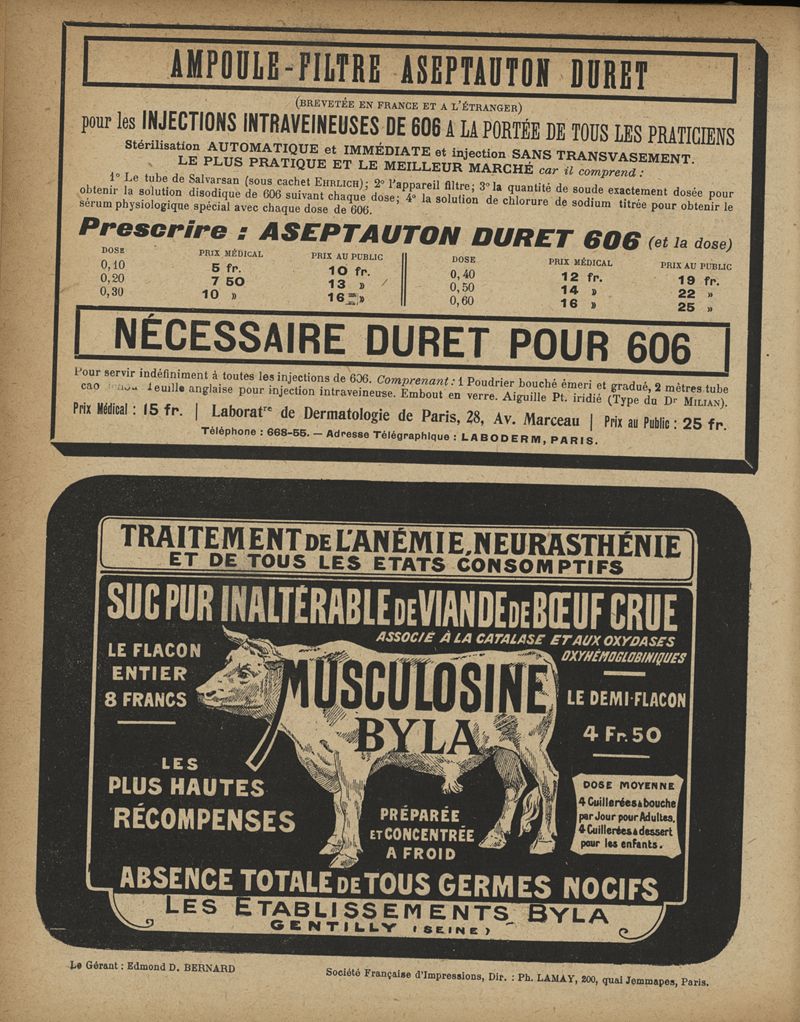 AMPOULE-FILTRE ASEPTAUTON DURET
(BREVETÉE EN FRANCE ET A L'ÉTRANGER)
pour les INJECTIONS INTRAVEINEUSES DE 606 A LA PORTÉE DE TOUS LES PRATICIENS
Stérilisation AUTOMATIQUE et IMMÉDIATE et injection SANS TRANSVASEMENT.
LE PLUS PRATIQUE ET LE MEILLEUR MARCHÉ car il comprend :
1º Le tube de Salvarsan (sous cachet EHRLICH); 2º l'appareil filtre; 3º la quantité de soude exactement dosée pour
obtenir la solution disodique de 606 suivant chaque dose; 4º la solution de chlorure de sodium titrée pour obtenir le
sérum physiologique spécial avec chaque dose de 606.
Prescrire : ASEPTAUTON DURET 606 (et la dose)
DOSE PRIX MÉDICAL PRIX AU PUBLIC DOSE PRIX MÉDICAL PRIX AU PUBLIC
0,10 5 fr. 10 fr. 0,40 12 fr. 19 fr.
0,20 7 50 13 » 0,50 14 » 22 »
0,30 10 » 16 » 0,60 16 » 25 »
NÉCESSAIRE DURET POUR 606
Pour servir indéfiniment à toutes les injections de 606. Comprenant : 1 Poudrier bouché émeri et gradué, 2 mètres tube
cao feuille anglaise pour injection intraveineuse. Embout en verre. Aiguille Pt. iridié (Type du Dr MILIAN).
Prix Médical : 15 fr. | Laboratre de Dermatologie de Paris, 28, Av. Marceau | Prix au Public : 25 fr.
Téléphone : 668-55. — Adresse Télégraphique : LABODERM, PARIS.
TRAITEMENT DE L'ANÉMIE, NEURASTHÉNIE
ET DE TOUS LES ETATS CONSOMPTIFS
SUC PUR INALTÉRABLE DE VIANDE DE BŒUF CRUE
ASSOCIÉ À LA CATALASE ET AUX OXYDASES
OXYHÉMOGLOBINIQUES
LE FLACON
ENTIER
8 FRANCS
MUSCULOSINE
BYLA
LE DEMI-FLACON
4 Fr. 50
LES
PLUS HAUTES
RÉCOMPENSES
PRÉPARÉE
ET CONCENTRÉE
A FROID
DOSE MOYENNE
4 Cuillerées à bouche
par Jour pour Adultes,
4 Cuillerées à dessert
pour les enfants.
ABSENCE TOTALE DE TOUS GERMES NOCIFS
LES ETABLISSEMENTS BYLA
GENTILLY (SEINE)
Le Gérant : Edmond D. BERNARD
Société Française d'Impressions, Dir. : Ph. LAMAY, 200, quai Jemmapes, Paris.